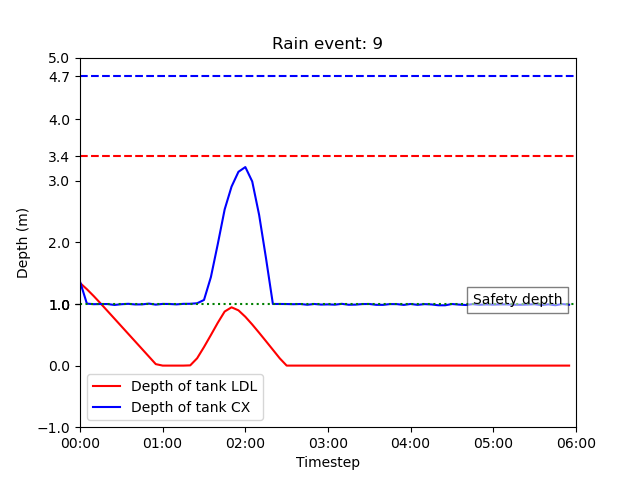 Rain event: 9
5.0
4.7
4.0
3.4
3.0
2.0
1.0
1.0
0.0
−1.0
Depth (m)
Safety depth
Depth of tank LDL
Depth of tank CX
00:00 01:00 02:00 03:00 04:00 05:00 06:00
Timestep